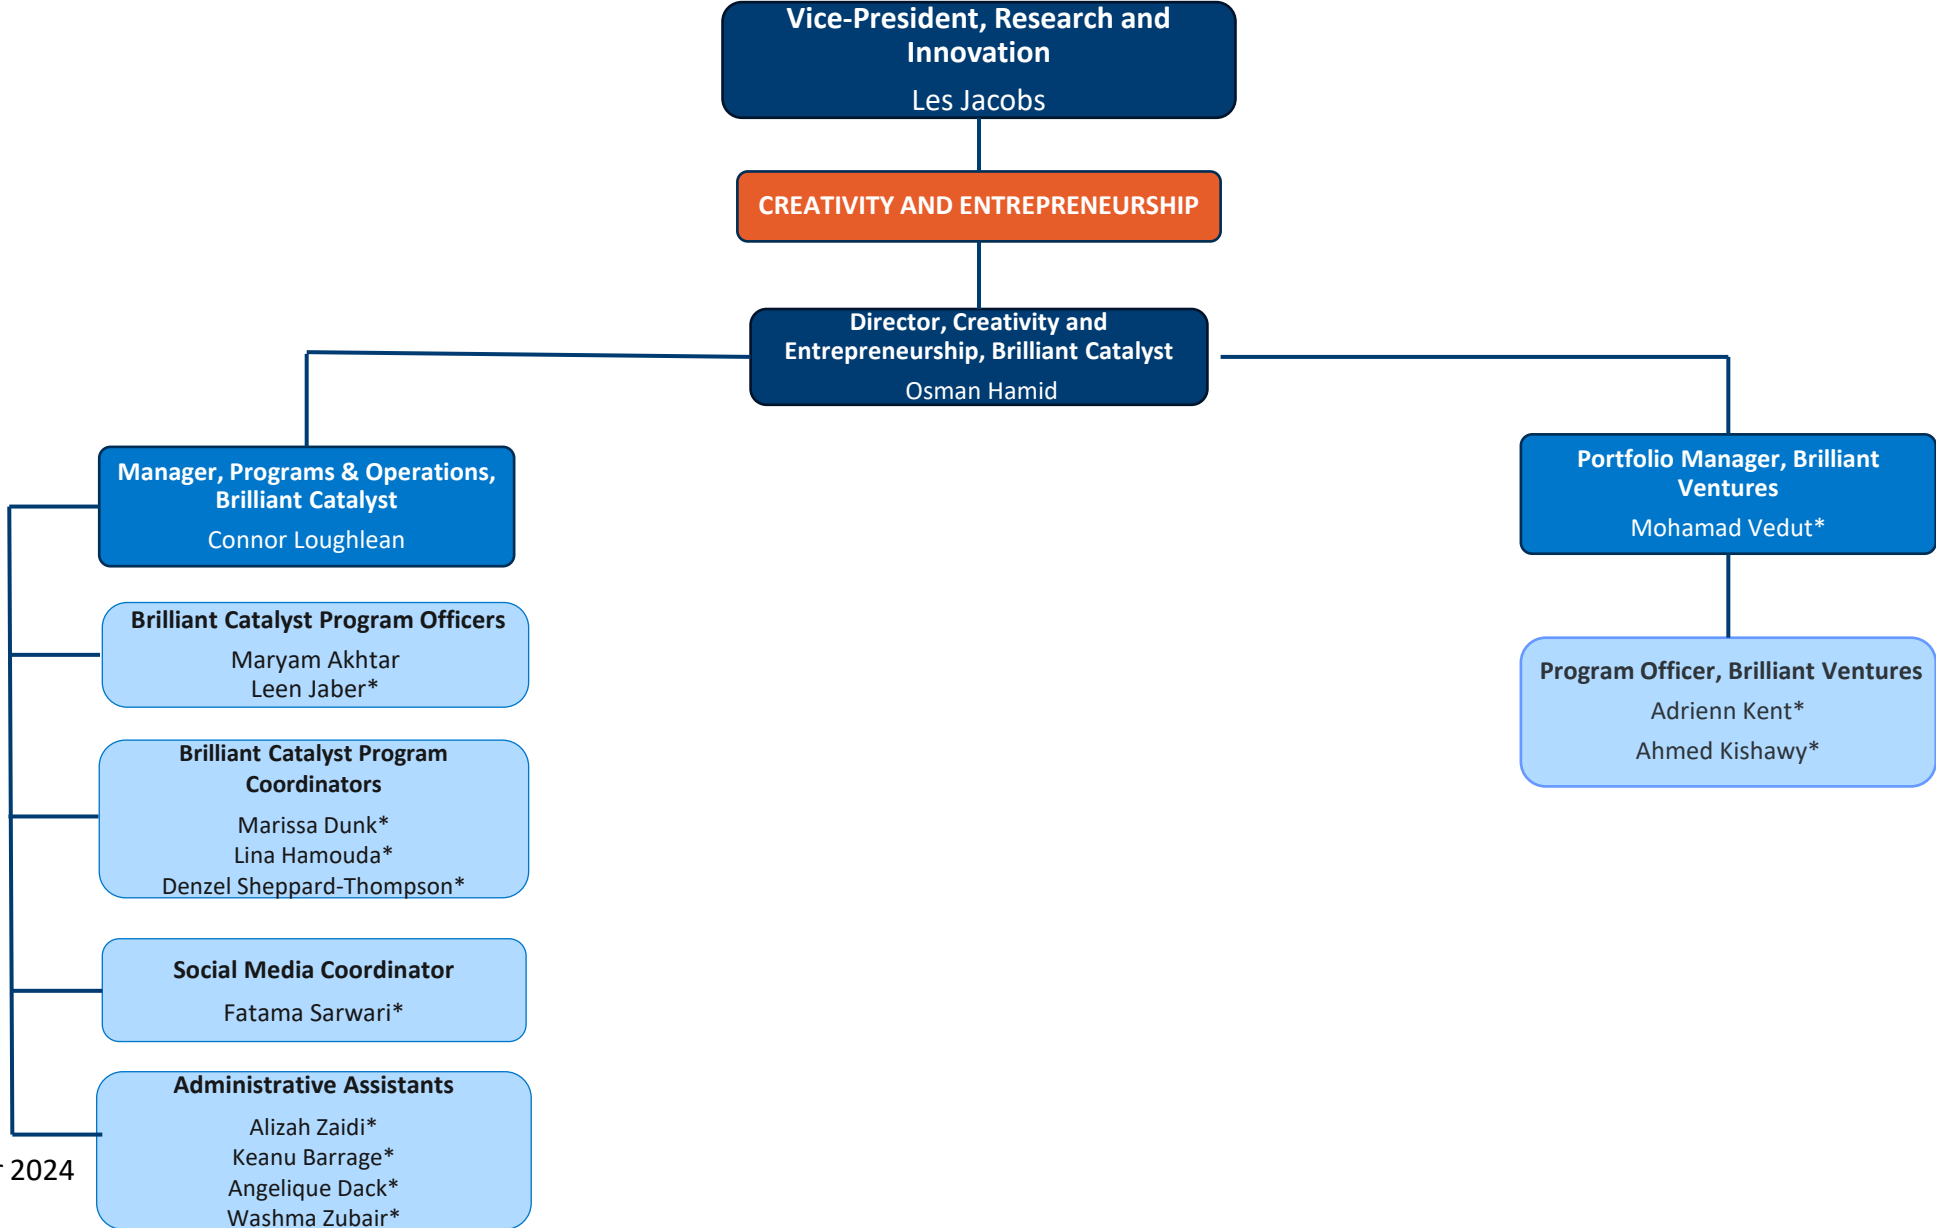 Vice-President, Research and
Innovation
Les Jacobs
CREATIVITY AND ENTREPRENEURSHIP
Director, Creativity and
Entrepreneurship, Brilliant Catalyst
Osman Hamid
Manager, Programs & Operations,
Brilliant Catalyst
Connor Loughlean
Brilliant Catalyst Program Officers
Maryam Akhtar
Leen Jaber*
Brilliant Catalyst Program
Coordinators
Marissa Dunk*
Lina Hamouda*
Denzel Sheppard-Thompson*
Social Media Coordinator
Fatama Sarwari*
Administrative Assistants
Alizah Zaidi*
Keanu Barrage*
Angelique Dack*
Washma Zubair*
Portfolio Manager, Brilliant
Ventures
Mohamad Vedut*
Program Officer, Brilliant Ventures
Adrienn Kent*
Ahmed Kishawy*
2024